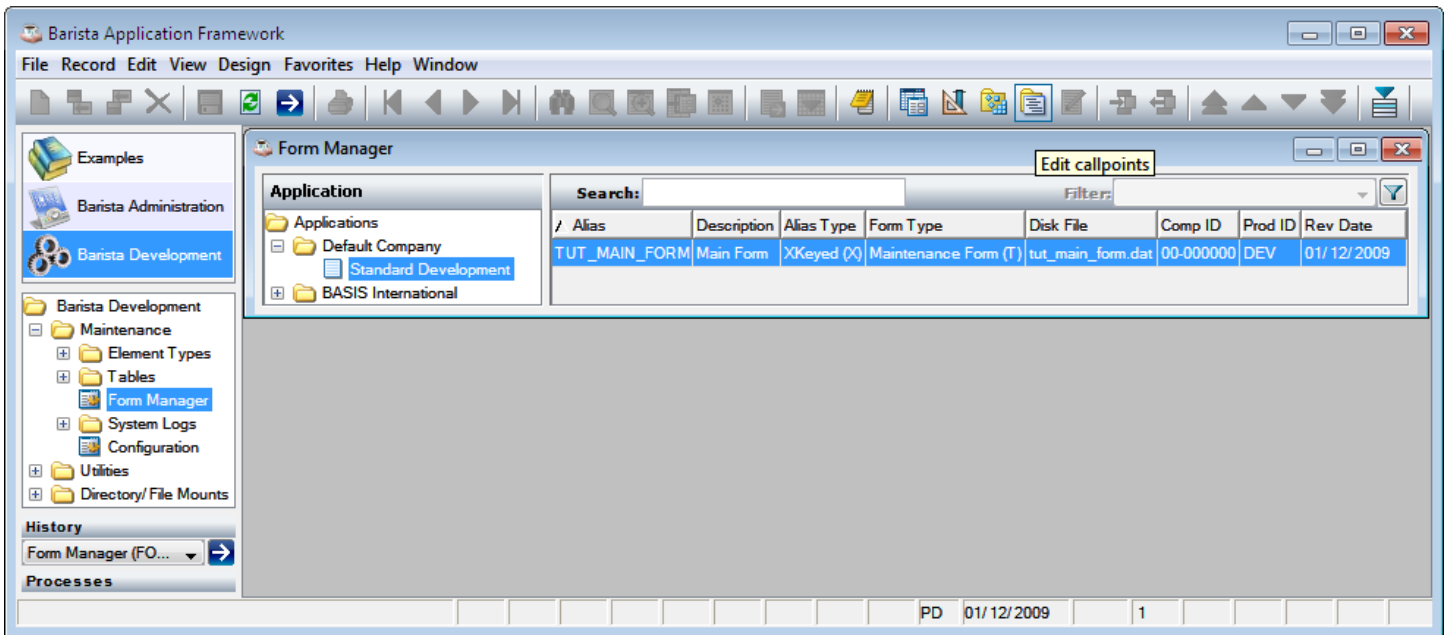 Barista Application Framework
File Record Edit View Design Favorites Help Window
Examples
Barista Administration
Barista Development
Barista Development
Maintenance
Element Types
Tables
Form Manager
System Logs
Configuration
Utilities
Directory/File Mounts
History
Form Manager (FO...
Processes
Form Manager
Edit callpoints
Application
Applications
Default Company
Standard Development
BASIS International
Search:
Filter:
/ Alias Description Alias Type Form Type Disk File Comp ID Prod ID Rev Date
TUT_MAIN_FORM Main Form XKeyed (X) Maintenance Form (T) tut_main_form.dat 00-000000 DEV 01/12/2009
PD 01/12/2009 1